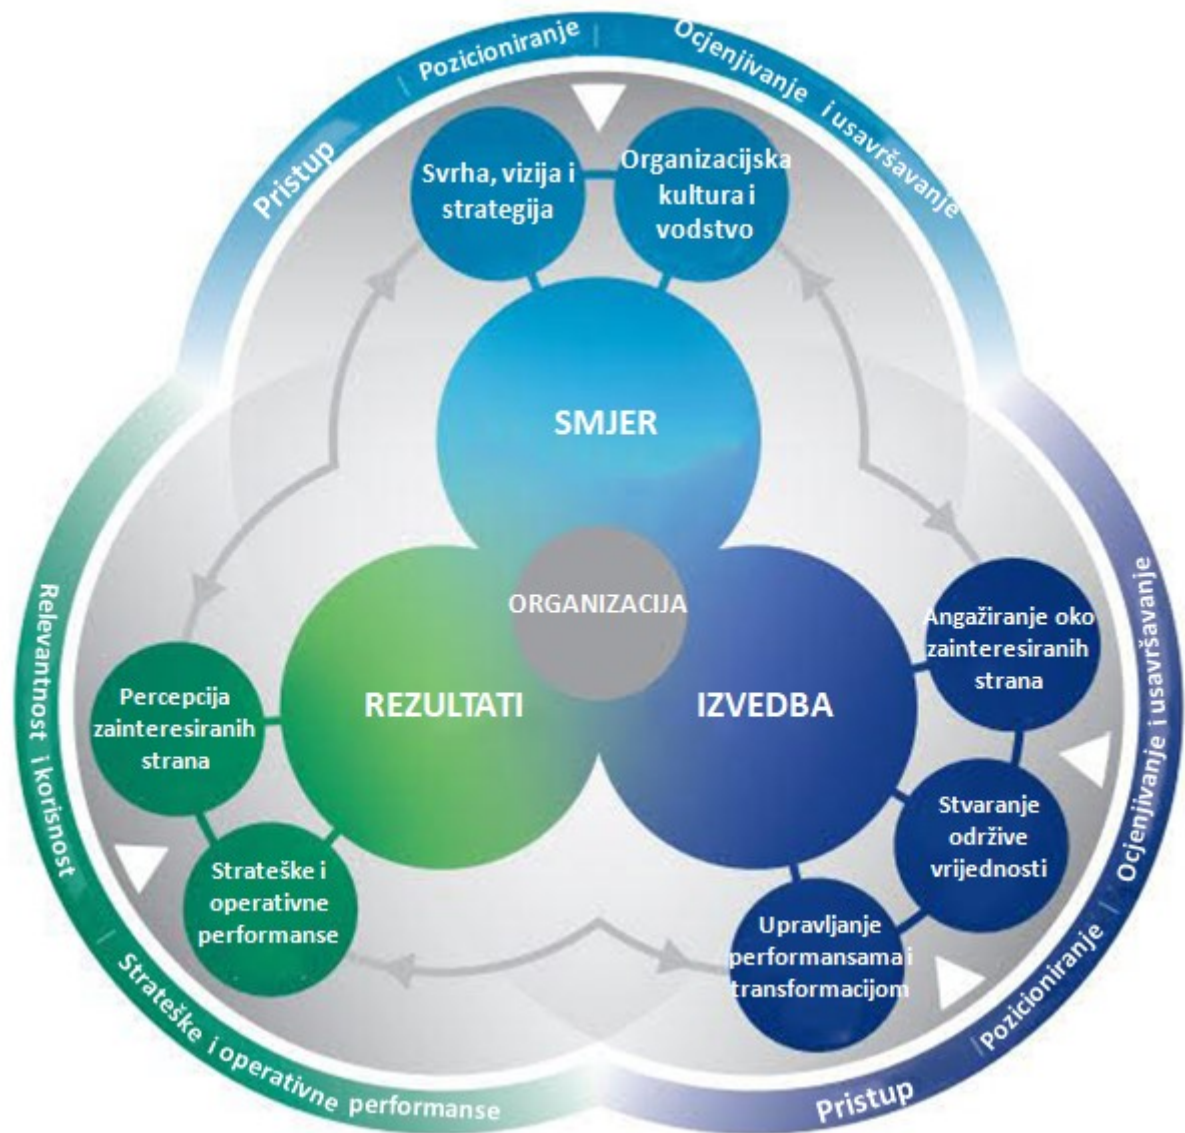 Pristup | Pozicioniranje | Ocjenjivanje i usavršavanje
Svrha, vizija i
strategija
Organizacijska
kultura i
vodstvo
SMJER
ORGANIZACIJA
REZULTATI
IZVEDBA
Angažiranje oko
zainteresiranih
strana
Stvaranje
održive
vrijednosti
Upravljanje
performansama i
transformacijom
Percepcija
zainteresiranih
strana
Strateške i
operativne
performanse
Relevantnost i korisnost | Strateške i operativne performanse
Pristup | Pozicioniranje | Ocjenjivanje i usavršavanje